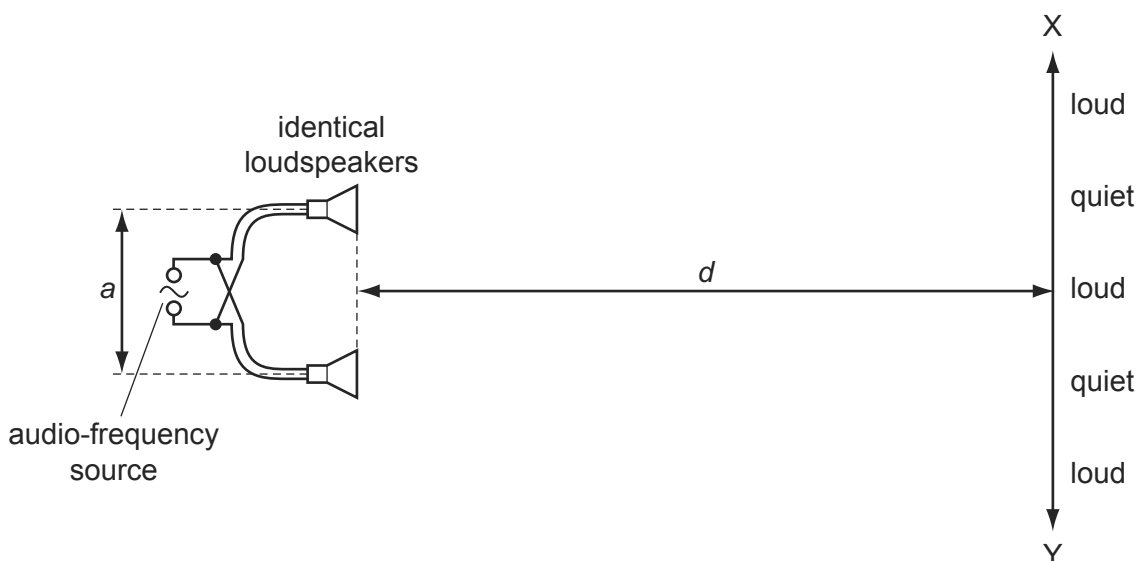 X
loud
identical
loudspeakers
quiet
a
d
loud
quiet
audio-frequency
source
loud
Y